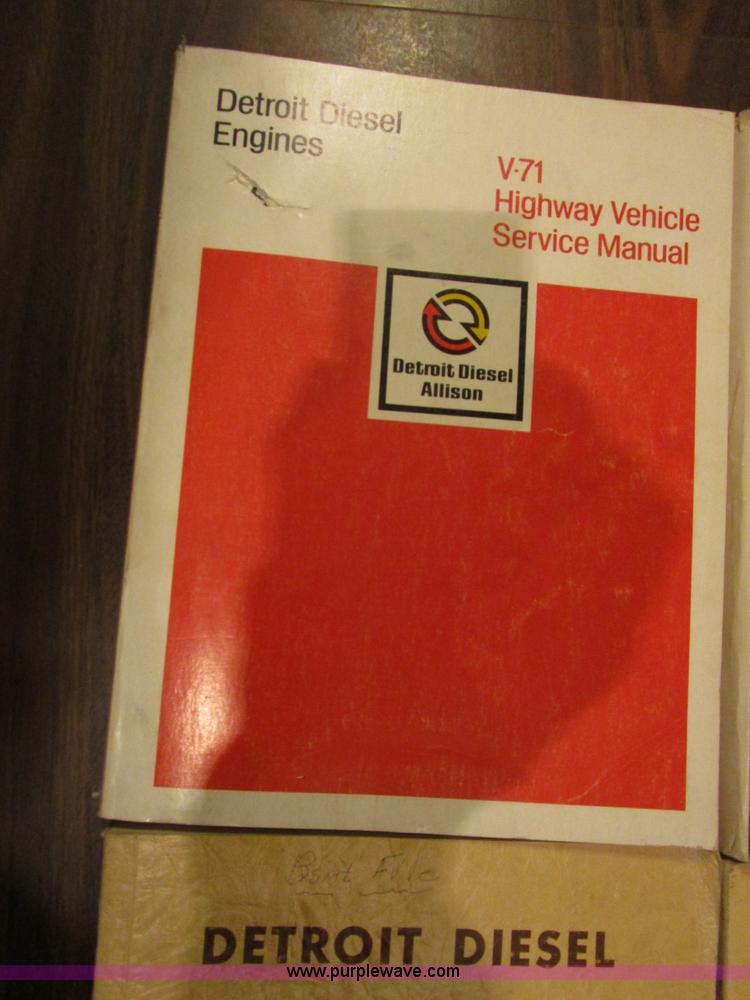 Detroit Diesel
Engines
V-71
Highway Vehicle
Service Manual
Detroit Diesel
Allison
DETROIT DIESEL
www.purplewave.com